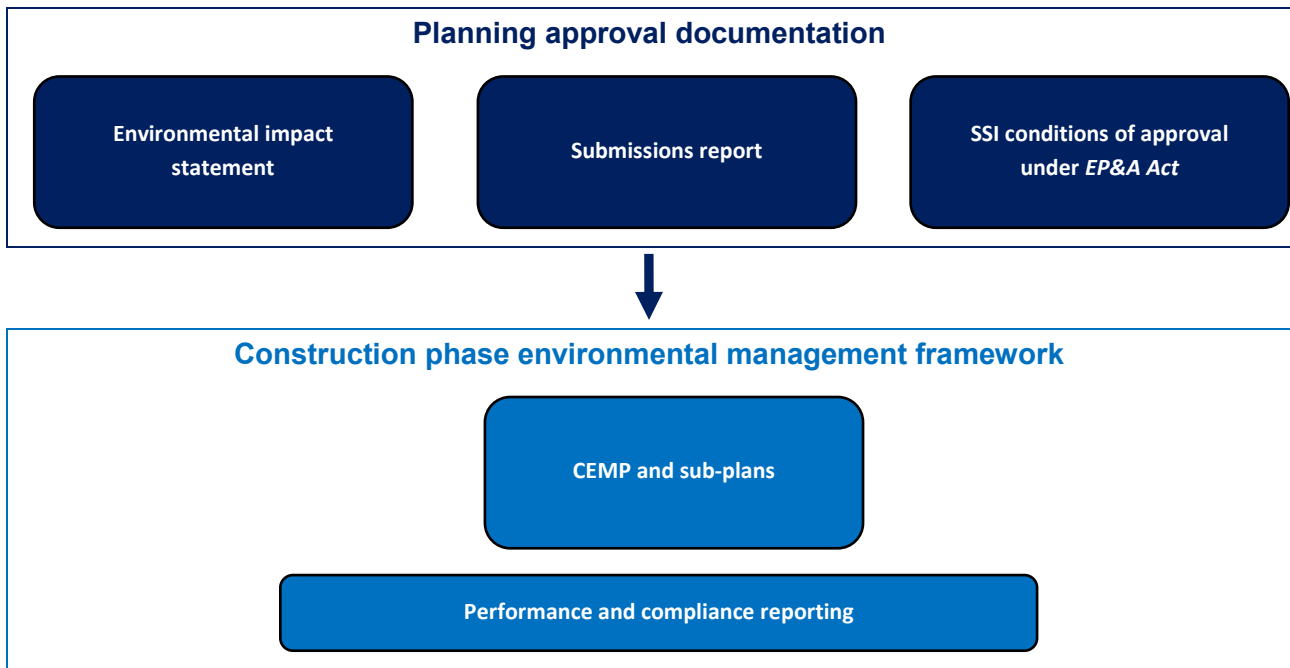 Planning approval documentation
Environmental impact
statement
Submissions report
SSI conditions of approval
under EP&A Act
Construction phase environmental management framework
CEMP and sub-plans
Performance and compliance reporting